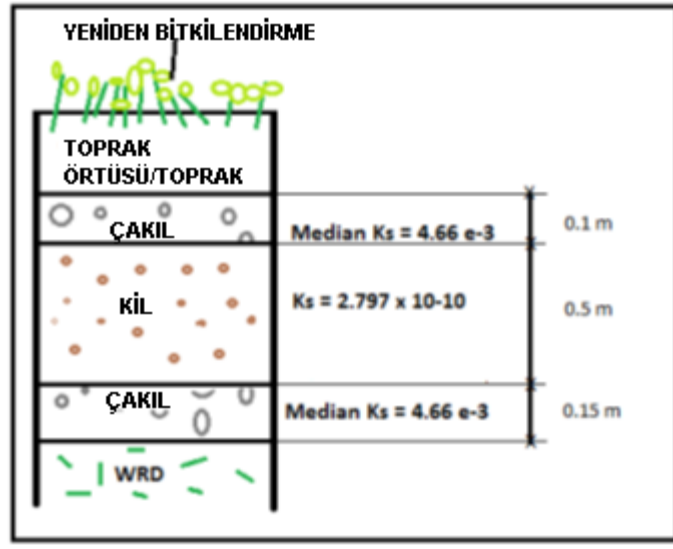 YENİDEN BİTKİLENDİRME
TOPRAK
ÖRTÜSÜ/TOPRAK
ÇAKIL
Median Ks = 4.66 e-3
0.1 m
KİL
Ks = 2.797 x 10-10
0.5 m
ÇAKIL
Median Ks = 4.66 e-3
0.15 m
WRD